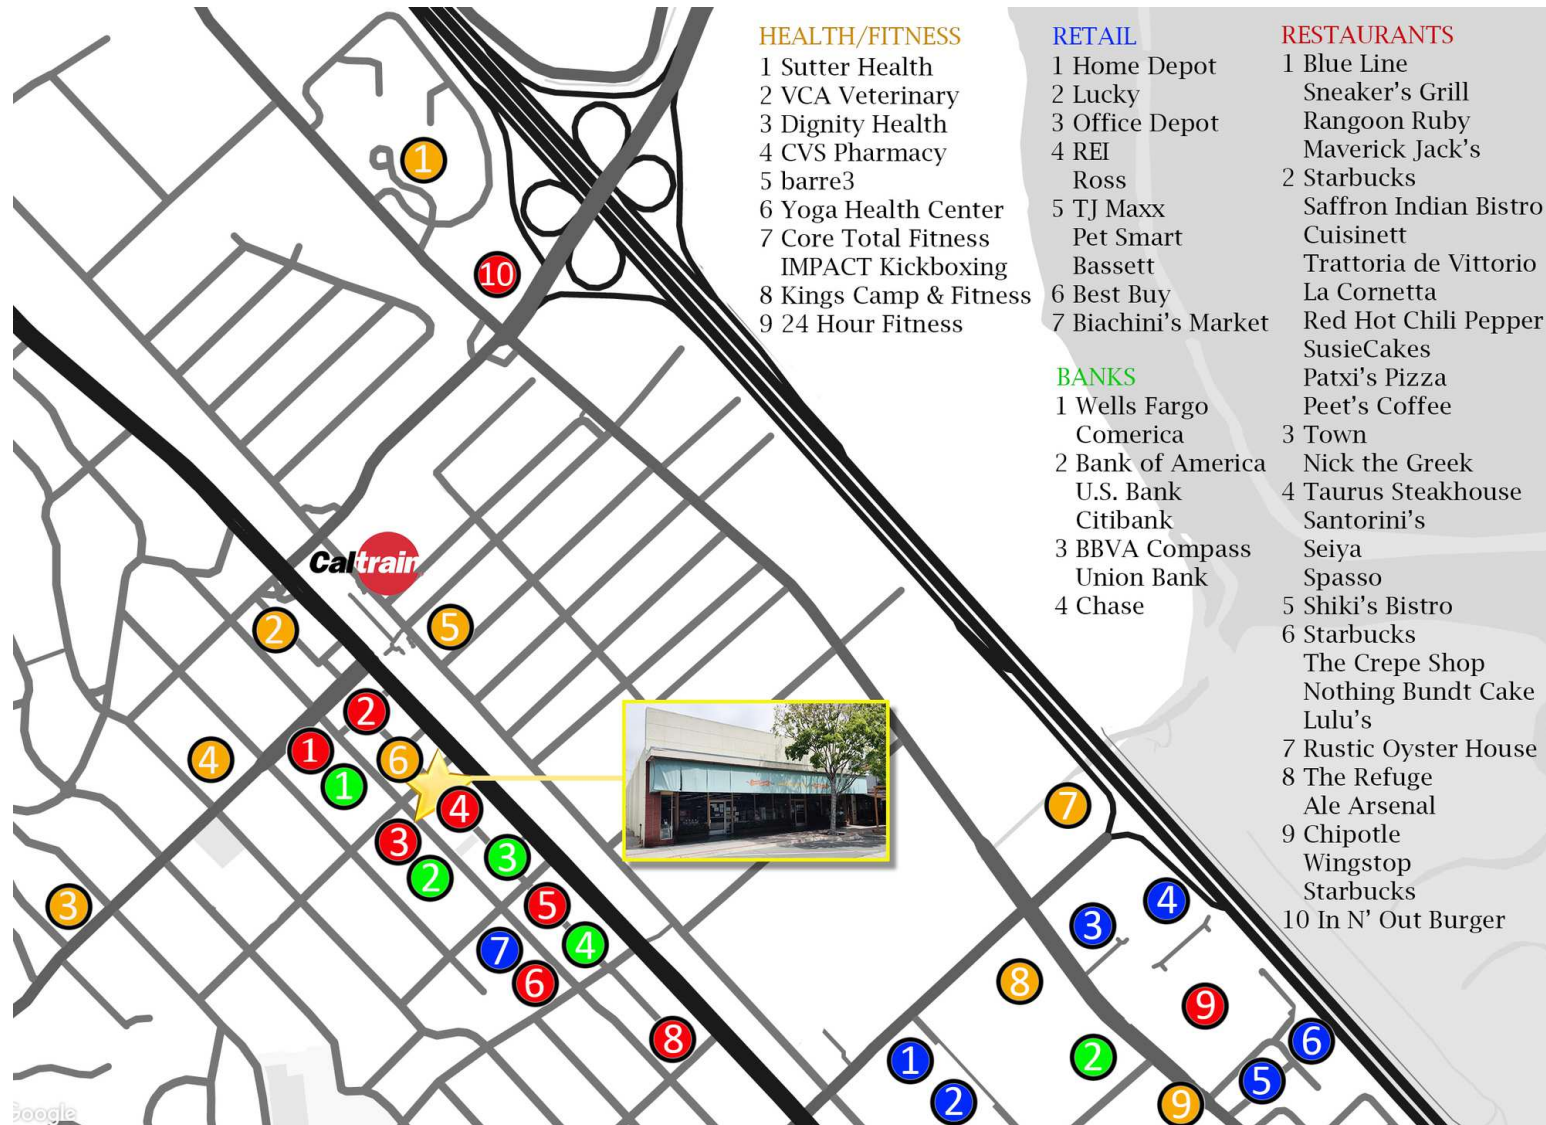 HEALTH/FITNESS
1 Sutter Health
2 VCA Veterinary
3 Dignity Health
4 CVS Pharmacy
5 barre3
6 Yoga Health Center
7 Core Total Fitness
IMPACT Kickboxing
8 Kings Camp & Fitness
9 24 Hour Fitness
RETAIL
1 Home Depot
2 Lucky
3 Office Depot
4 REI
Ross
5 TJ Maxx
Pet Smart
Bassett
6 Best Buy
7 Biachini's Market
BANKS
1 Wells Fargo
Comerica
2 Bank of America
U.S. Bank
Citibank
3 BBVA Compass
Union Bank
4 Chase
RESTAURANTS
1 Blue Line
Sneaker's Grill
Rangoon Ruby
Maverick Jack's
2 Starbucks
Saffron Indian Bistro
Cuisinett
Trattoria de Vittorio
La Cornetta
Red Hot Chili Pepper
SusieCakes
Patxi's Pizza
Peet's Coffee
3 Town
Nick the Greek
4 Taurus Steakhouse
Santorini's
Seiya
Spasso
5 Shiki's Bistro
6 Starbucks
The Crepe Shop
Nothing Bundt Cake
Lulu's
7 Rustic Oyster House
8 The Refuge
Ale Arsenal
9 Chipotle
Wingstop
Starbucks
10 In N' Out Burger
1
10
Caltrain
2
5
2
4
1
6
1
4
3
3
2
3
5
4
7
6
8
7
4
3
8
9
2
1
6
5
2
9
Google